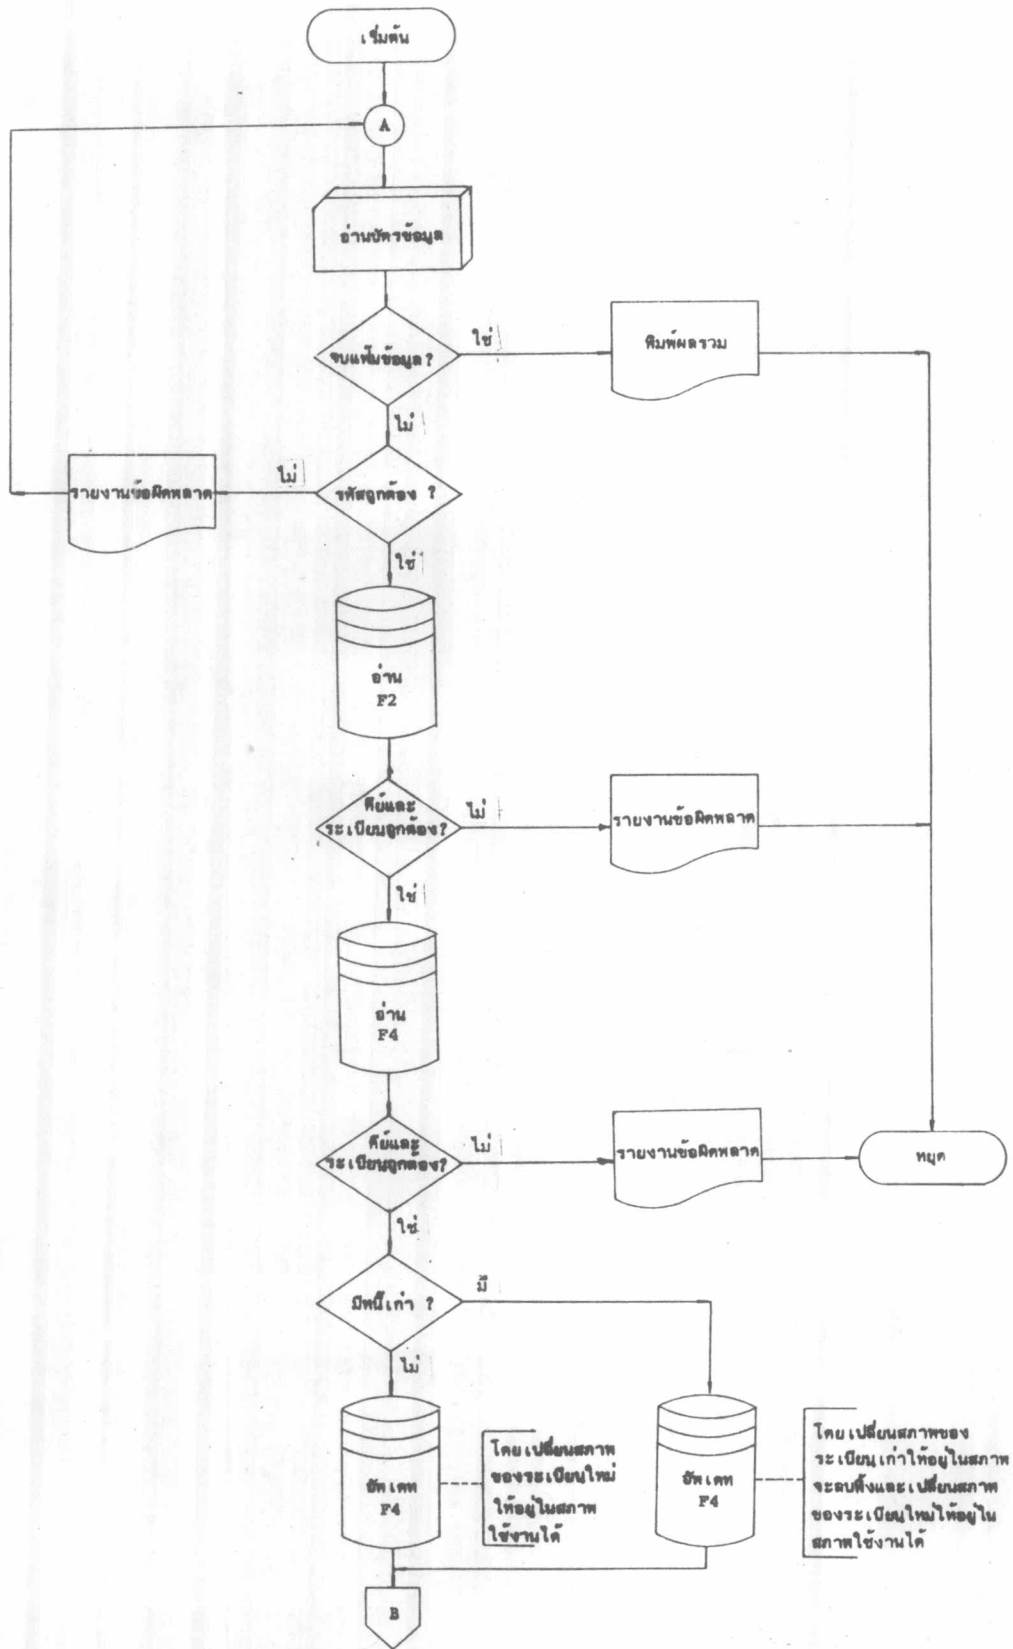 เริ่มต้น
A
อ่านบัตรข้อมูล
จบแฟ้มข้อมูล?
ใช่
พิมพ์ผลรวม
ไม่
รหัสถูกต้อง ?
ไม่
รายงานข้อผิดพลาด
ใช่
อ่าน
F2
คีย์และ
ระเบียนถูกต้อง?
ไม่
รายงานข้อผิดพลาด
ใช่
อ่าน
F4
คีย์และ
ระเบียนถูกต้อง?
ไม่
รายงานข้อผิดพลาด
หยุด
ใช่
มีหนี้เก่า ?
มี
ไม่
อัพเดท
F4
โดยเปลี่ยนสภาพ
ของระเบียนใหม่
ให้อยู่ในสภาพ
ใช้งานได้
อัพเดท
F4
โดยเปลี่ยนสภาพของ
ระเบียนเก่าให้อยู่ในสภาพ
จะลบทิ้งและเปลี่ยนสภาพ
ของระเบียนใหม่ให้อยู่ใน
สภาพใช้งานได้
B